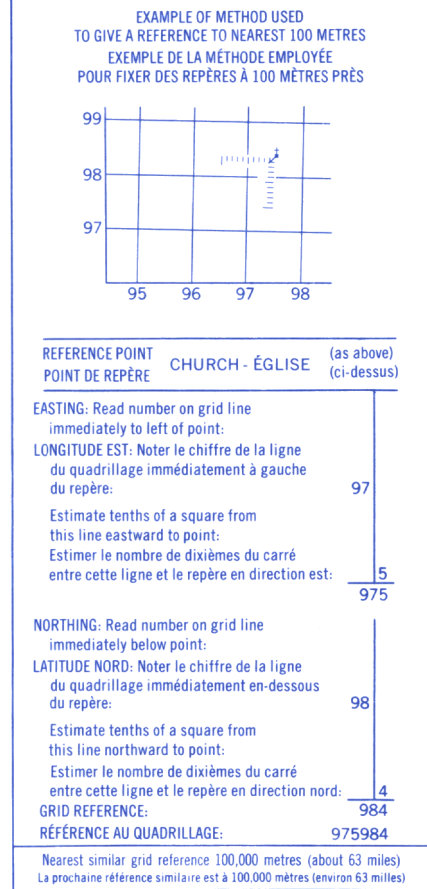 EXAMPLE OF METHOD USED
TO GIVE A REFERENCE TO NEAREST 100 METRES
EXEMPLE DE LA MÉTHODE EMPLOYÉE
POUR FIXER DES REPÈRES À 100 MÈTRES PRÈS
99
98
97
95 96 97 98
REFERENCE POINT
POINT DE REPÈRE
CHURCH - ÉGLISE
(as above)
(ci-dessus)
EASTING: Read number on grid line
immediately to left of point:
LONGITUDE EST: Noter le chiffre de la ligne
du quadrillage immédiatement à gauche
du repère: 97
Estimate tenths of a square from
this line eastward to point:
Estimer le nombre de dixièmes du carré
entre cette ligne et le repère en direction est: 5
975
NORTHING: Read number on grid line
immediately below point:
LATITUDE NORD: Noter le chiffre de la ligne
du quadrillage immédiatement en-dessous
du repère: 98
Estimate tenths of a square from
this line northward to point:
Estimer le nombre de dixièmes du carré
entre cette ligne et le repère en direction nord: 4
GRID REFERENCE: 984
RÉFÉRENCE AU QUADRILLAGE: 975984
Nearest similar grid reference 100,000 metres (about 63 miles)
La prochaine référence similaire est à 100,000 mètres (environ 63 milles)